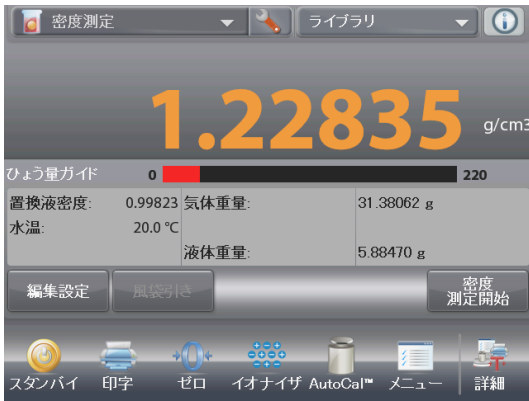 密度測定 ライブラリ
1.22835 g/cm3
ひょう量ガイド 0 220
置換液密度: 0.99823 気体重量: 31.38062 g
水温: 20.0 ℃
液体重量: 5.88470 g
編集設定 風袋引き 密度
測定開始
スタンバイ 印字 ゼロ イオナイザ AutoCal™ メニュー 詳細